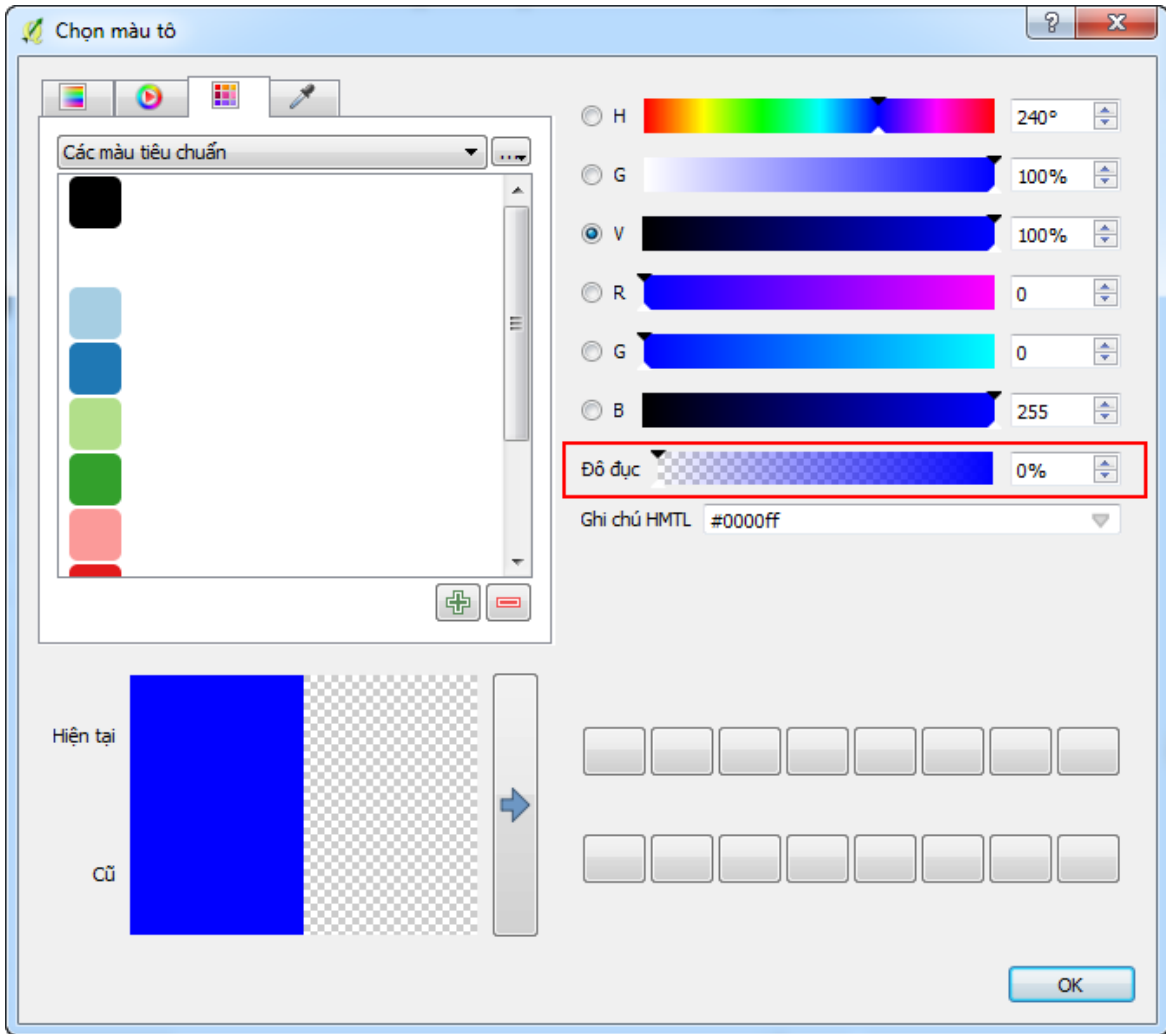 Chọn màu tô
Các màu tiêu chuẩn
...
H 240°
G 100%
V 100%
R 0
G 0
B 255
Đô đục 0%
Ghi chú HMTL #0000ff
Hiện tại
Cũ
OK